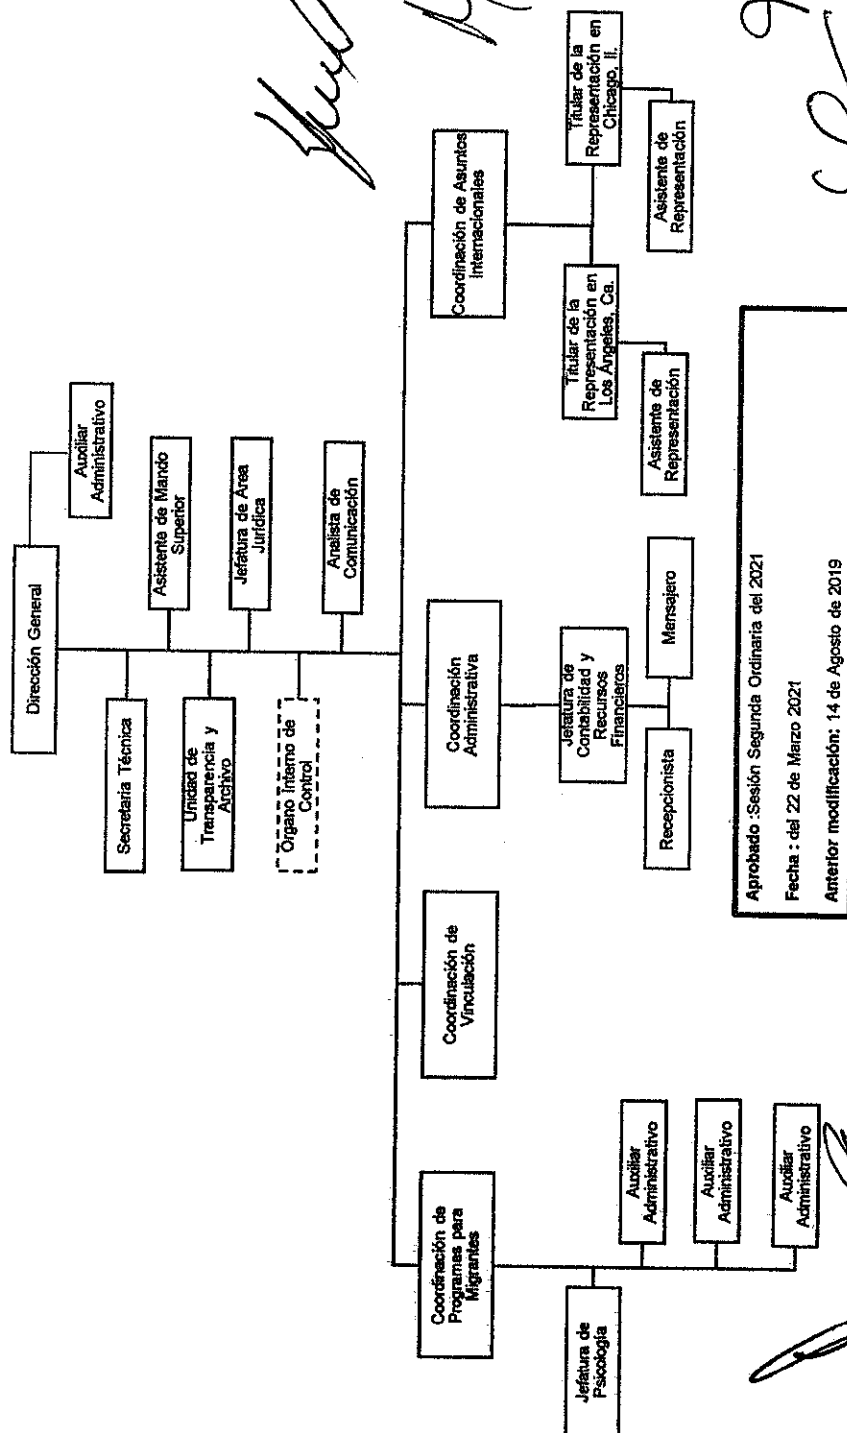 Dirección General
Auxiliar
Administrativo
Secretaria Técnica
Asistente de Mando
Superior
Unidad de
Transparencia y
Archivo
Jefatura de Área
Jurídica
Órgano Interno de
Control
Analista de
Comunicación
Coordinación de
Programas para
Migrantes
Coordinación de
Vinculación
Coordinación
Administrativa
Coordinación de Asuntos
Internacionales
Jefatura de
Psicología
Auxiliar
Administrativo
Auxiliar
Administrativo
Auxiliar
Administrativo
Jefatura de
Contabilidad y
Recursos
Financieros
Recepcionista
Mensajero
Titular de la
Representación en
Los Ángeles, Ca.
Asistente de
Representación
Titular de la
Representación en
Chicago, Il.
Asistente de
Representación
Aprobado :Sesión Segunda Ordinaria del 2021
Fecha : del 22 de Marzo 2021
Anterior modificación: 14 de Agosto de 2019